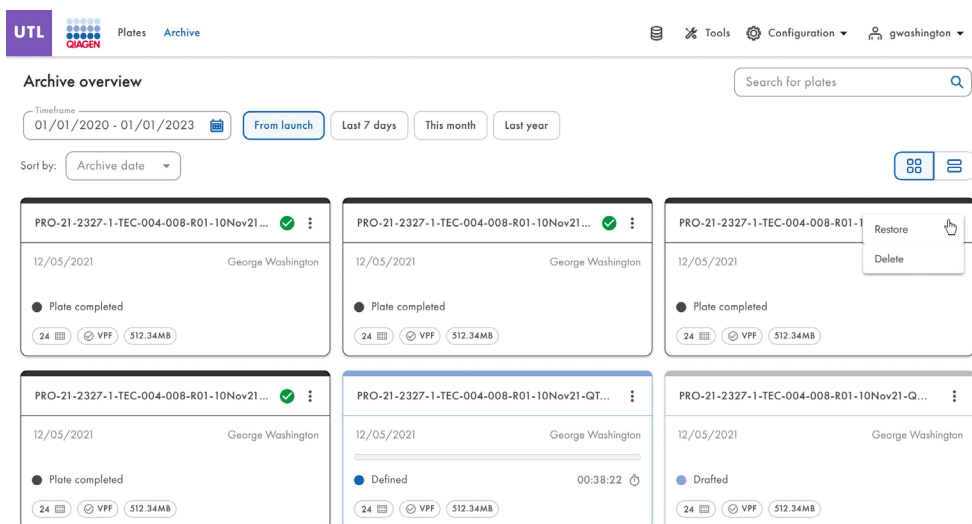 UTL
QIAGEN
Plates Archive
Tools Configuration gwashington
Archive overview
Search for plates
Timeframe
01/01/2020 - 01/01/2023
From launch Last 7 days This month Last year
Sort by: Archive date
PRO-21-2327-1-TEC-004-008-R01-10Nov21...
12/05/2021 George Washington
Plate completed
24 VPF 512.34MB
PRO-21-2327-1-TEC-004-008-R01-10Nov21...
12/05/2021 George Washington
Plate completed
24 VPF 512.34MB
PRO-21-2327-1-TEC-004-008-R01-1
Restore
Delete
12/05/2021
Plate completed
24 VPF 512.34MB
PRO-21-2327-1-TEC-004-008-R01-10Nov21...
12/05/2021 George Washington
Plate completed
24 VPF 512.34MB
PRO-21-2327-1-TEC-004-008-R01-10Nov21-QT...
12/05/2021 George Washington
Defined 00:38:22
24 VPF 512.34MB
PRO-21-2327-1-TEC-004-008-R01-10Nov21-Q...
12/05/2021 George Washington
Drafted
24 VPF 512.34MB